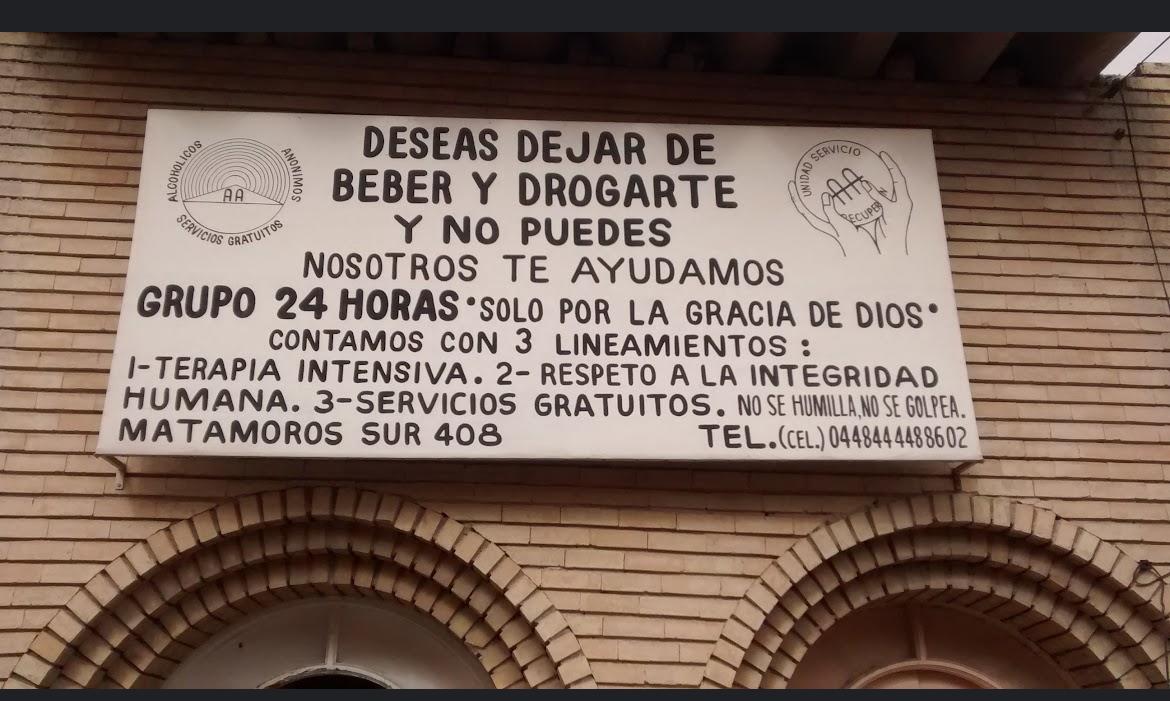 ALCOHOLICOS ANONIMOS
AA
SERVICIOS GRATUITOS
DESEAS DEJAR DE
BEBER Y DROGARTE
Y NO PUEDES
UNIDAD SERVICIO
AAA
RECUPER
NOSOTROS TE AYUDAMOS
GRUPO 24 HORAS "SOLO POR LA GRACIA DE DIOS"
CONTAMOS CON 3 LINEAMIENTOS :
1-TERAPIA INTENSIVA. 2- RESPETO A LA INTEGRIDAD
HUMANA. 3-SERVICIOS GRATUITOS. NO SE HUMILLA,NO SE GOLPEA.
MATAMOROS SUR 408 TEL.(CEL.) 0448444488602